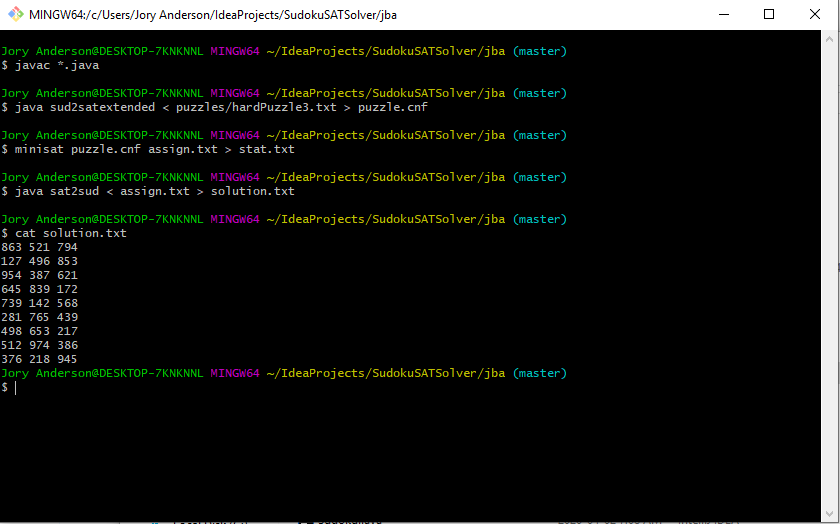 MINGW64:/c/Users/Jory Anderson/IdeaProjects/SudokuSATSolver/jba
Jory Anderson@DESKTOP-7KNKNNL MINGW64 ~/IdeaProjects/SudokuSATSolver/jba (master)
$ javac *.java
Jory Anderson@DESKTOP-7KNKNNL MINGW64 ~/IdeaProjects/SudokuSATSolver/jba (master)
$ java sud2satextended < puzzles/hardPuzzle3.txt > puzzle.cnf
Jory Anderson@DESKTOP-7KNKNNL MINGW64 ~/IdeaProjects/SudokuSATSolver/jba (master)
$ minisat puzzle.cnf assign.txt > stat.txt
Jory Anderson@DESKTOP-7KNKNNL MINGW64 ~/IdeaProjects/SudokuSATSolver/jba (master)
$ java sat2sud < assign.txt > solution.txt
Jory Anderson@DESKTOP-7KNKNNL MINGW64 ~/IdeaProjects/SudokuSATSolver/jba (master)
$ cat solution.txt
863 521 794
127 496 853
954 387 621
645 839 172
739 142 568
281 765 439
498 653 217
512 974 386
376 218 945
Jory Anderson@DESKTOP-7KNKNNL MINGW64 ~/IdeaProjects/SudokuSATSolver/jba (master)
$